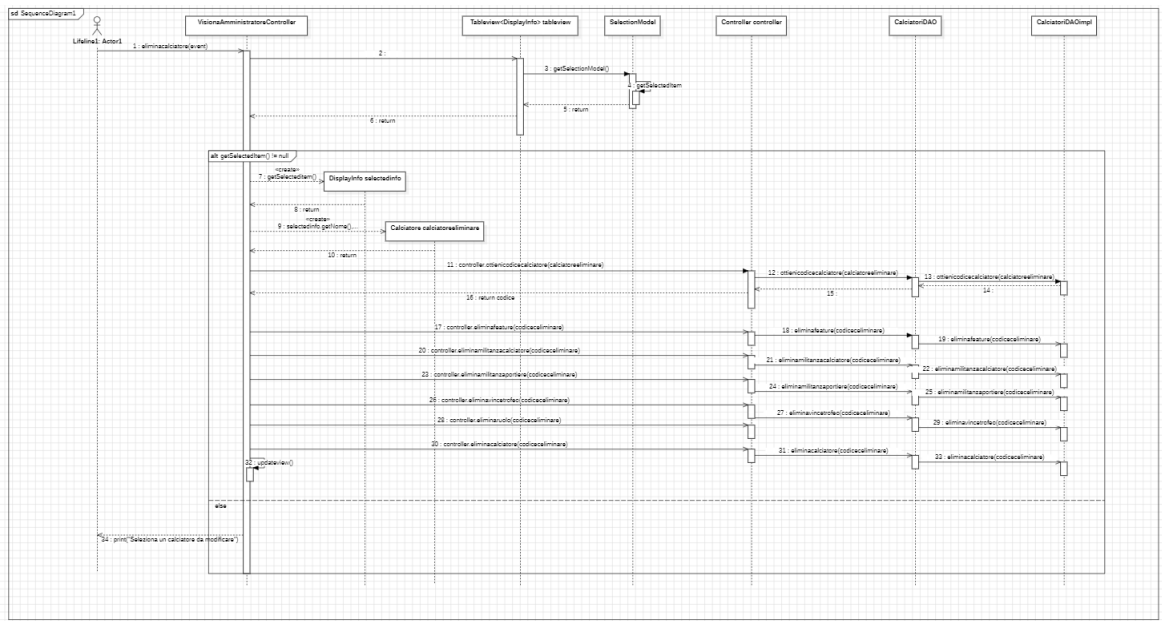 sd SequenceDiagram1
VisionaAmministratoreController
Tableview<DisplayInfo> tableview
SelectionModel
Controller controller
CalciatoriDAO
CalciatoriDAOimpl
Lifeline1: Actor1
1 : eliminacalciatore(event)
2 :
3 : getSelectionModel()
4 : getSelectedItem
5 : return
6 : return
alt getSelectedItem() != null
«create»
7 : getSelectedItem()
DisplayInfo selectedinfo
8 : return
«create»
9 : selectedinfo.getNome()...
Calciatore calciatoreeliminare
10 : return
11 : controller.ottienicodicecalciatore(calciatoreeliminare)
12 : ottienicodicecalciatore(calciatoreeliminare)
13 : ottienicodicecalciatore(calciatoreeliminare)
14 :
15 :
16 : return codice
17 : controller.eliminafeature(codiceeliminare)
18 : eliminafeature(codiceeliminare)
19 : eliminafeature(codiceeliminare)
20 : controller.eliminamilitanzacalciatore(codiceeliminare)
21 : eliminamilitanzacalciatore(codiceeliminare)
22 : eliminamilitanzacalciatore(codiceeliminare)
23 : controller.eliminamilitanzaportiere(codiceeliminare)
24 : eliminamilitanzaportiere(codiceeliminare)
25 : eliminamilitanzaportiere(codiceeliminare)
26 : controller.eliminavincetrofeo(codiceeliminare)
27 : eliminavincetrofeo(codiceeliminare)
28 : controller.eliminaruolo(codiceeliminare)
29 : eliminavincetrofeo(codiceeliminare)
30 : controller.eliminacalciatore(codiceeliminare)
31 : eliminacalciatore(codiceeliminare)
32 : updateview()
33 : eliminacalciatore(codiceeliminare)
else
34 : print("Seleziona un calciatore da modificare")